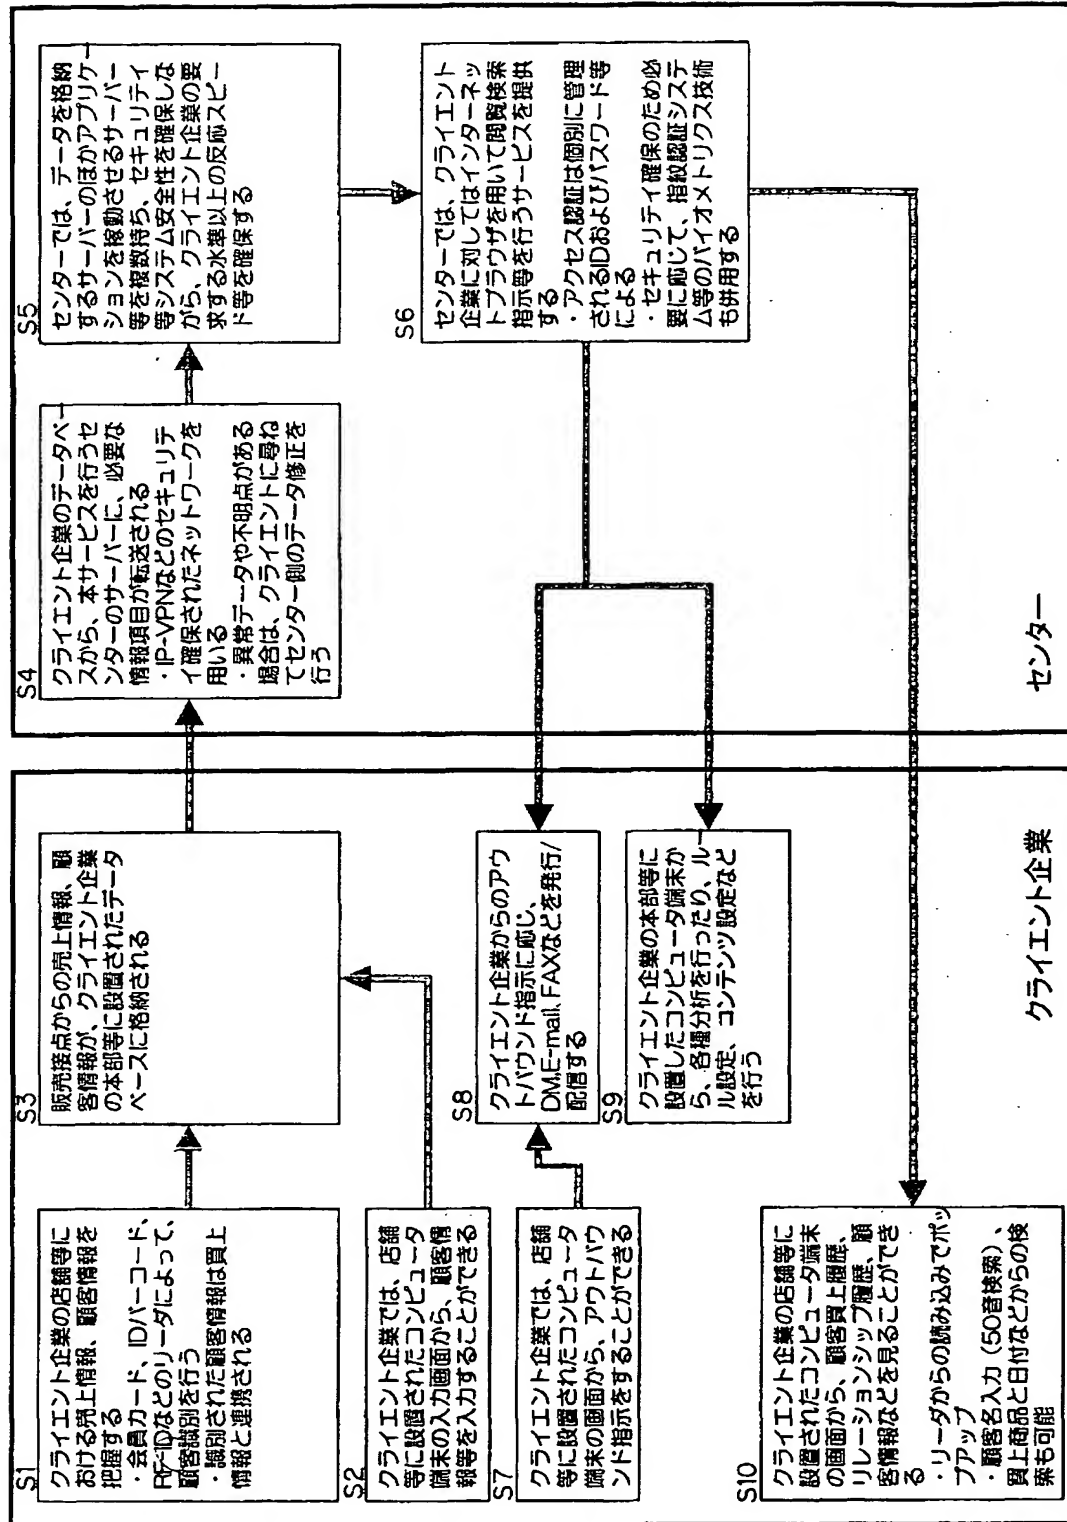 S1
クライエント企業の店舗等に
おける売上情報、顧客情報を
把握する
・会員カード、IDバーコード、
RF-IDなどのリーダによって、
顧客識別を行う
・識別された顧客情報は買上
情報と連携される
S2
クライエント企業では、店舗
等に設置されたコンピュータ
端末の入力画面から、顧客情
報等を入力することができる
S3
販売接点からの売上情報、顧
客情報が、クライエント企業
の本部等に設置されたデータ
ベースに格納される
S4
クライエント企業のデータベー
スから、本サービスを行うセ
ンターのサーバーに、必要な
情報項目が転送される
・IP-VPNなどのセキュリテ
ィ確保されたネットワークを
用いる
・異常データや不明点がある
場合は、クライエントに尋ね
てセンター側のデータ修正を
行う
S5
センターでは、データを格納
するサーバーのほかアプリケー
ションを稼動させるサーバー
等を複数持ち、セキュリティ
等システム安全性を確保しな
がら、クライエント企業の要
求する水準以上の反応スピー
ド等を確保する
S6
センターでは、クライエント
企業に対してはインターネッ
トブラウザを用いて閲覧検索
指示等を行うサービスを提供
する
・アクセス認証は個別に管理
されるIDおよびパスワード等
による
・セキュリティ確保のため必
要に応じて、指紋認証システ
ム等のバイオメトリクス技術
も併用する
S7
クライエント企業では、店舗
等に設置されたコンピュータ
端末の画面から、アウトバウ
ンド指示をすることができる
S8
クライエント企業からのアウ
トバウンド指示に応じ、
DM,E-mail,FAXなどを発行/
配信する
S9
クライエント企業の本部等に
設置したコンピュータ端末か
ら、各種分析を行ったり、ルー
ル設定、コンテンツ設定など
を行う
S10
クライエント企業の店舗等に
設置されたコンピュータ端末
の画面から、顧客買上履歴、
リレーションシップ履歴、顧
客情報などを見ることができ
る
・リーダからの読み込みでポッ
プアップ
・顧客名入力(50音検索)、
買上商品と日付などからの検
索も可能
クライエント企業
センター